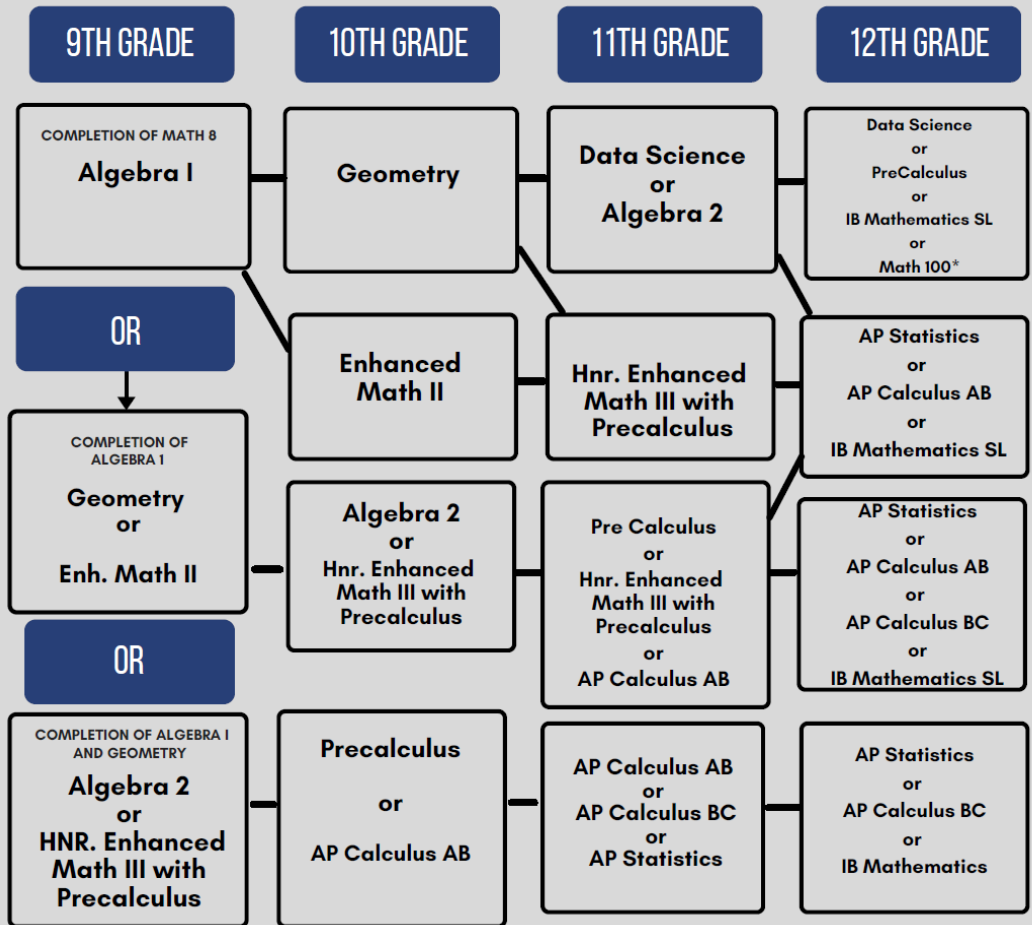 9TH GRADE
10TH GRADE
11TH GRADE
12TH GRADE
COMPLETION OF MATH 8
Algebra I
Geometry
Data Science
or
Algebra 2
Data Science
or
PreCalculus
or
IB Mathematics SL
or
Math 100*
OR
Enhanced
Math II
Hnr. Enhanced
Math III with
Precalculus
AP Statistics
or
AP Calculus AB
or
IB Mathematics SL
COMPLETION OF
ALGEBRA 1
Geometry
or
Enh. Math II
Algebra 2
or
Hnr. Enhanced
Math III with
Precalculus
Pre Calculus
or
Hnr. Enhanced
Math III with
Precalculus
or
AP Calculus AB
AP Statistics
or
AP Calculus AB
or
AP Calculus BC
or
IB Mathematics SL
OR
COMPLETION OF ALGEBRA I
AND GEOMETRY
Algebra 2
or
HNR. Enhanced
Math III with
Precalculus
Precalculus
or
AP Calculus AB
AP Calculus AB
or
AP Calculus BC
or
AP Statistics
AP Statistics
or
AP Calculus BC
or
IB Mathematics